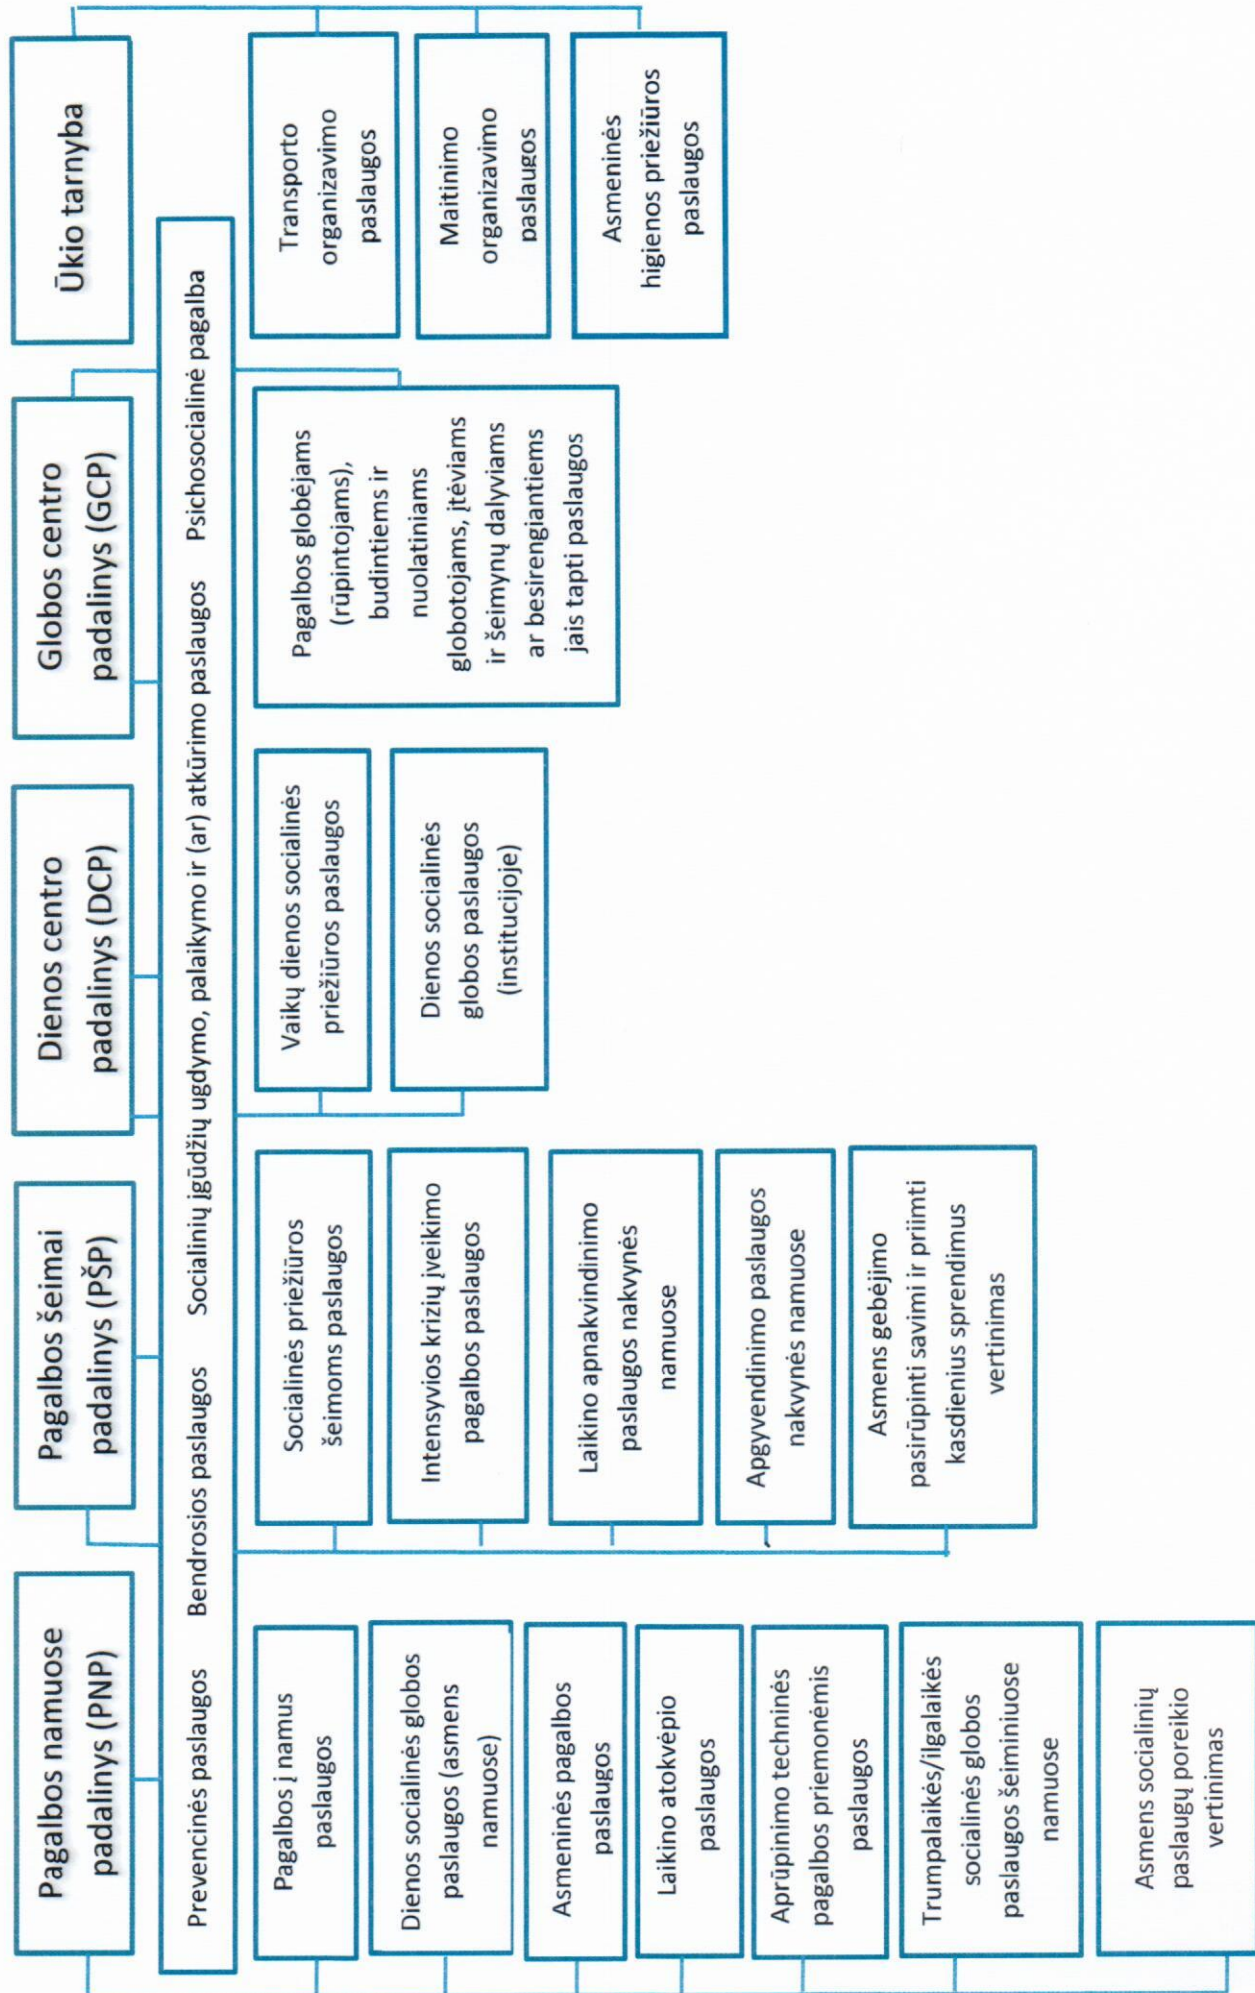 Pagalbos namuose
padalinys (PNP)
Pagalbos šeimai
padalinys (PŠP)
Dienos centro
padalinys (DCP)
Globos centro
padalinys (GCP)
Ūkio tarnyba
Prevencinės paslaugos Bendrosios paslaugos Socialinių įgūdžių ugdymo, palaikymo ir (ar) atkūrimo paslaugos Psichosocialinė pagalba
Pagalbos į namus
paslaugos
Dienos socialinės globos
paslaugos (asmens
namuose)
Asmeninės pagalbos
paslaugos
Laikino atokvėpio
paslaugos
Aprūpinimo techninės
pagalbos priemonėmis
paslaugos
Trumpalaikės/ilgalaikės
socialinės globos
paslaugos šeiminiuose
namuose
Asmens socialinių
paslaugų poreikio
vertinimas
Socialinės priežiūros
šeimoms paslaugos
Intensyvios krizių įveikimo
pagalbos paslaugos
Laikino apnakvindinimo
paslaugos nakvynės
namuose
Apgyvendinimo paslaugos
nakvynės namuose
Asmens gebėjimo
pasirūpinti savimi ir priimti
kasdienius sprendimus
vertinimas
Vaikų dienos socialinės
priežiūros paslaugos
Dienos socialinės
globos paslaugos
(institucijoje)
Pagalbos globėjams
(rūpintojams),
budintiems ir
nuolatiniams
globotojams, įtėviams
ir šeimynų dalyviams
ar besirengiantiems
jais tapti paslaugos
Transporto
organizavimo
paslaugos
Maitinimo
organizavimo
paslaugos
Asmeninės
higienos priežiūros
paslaugos